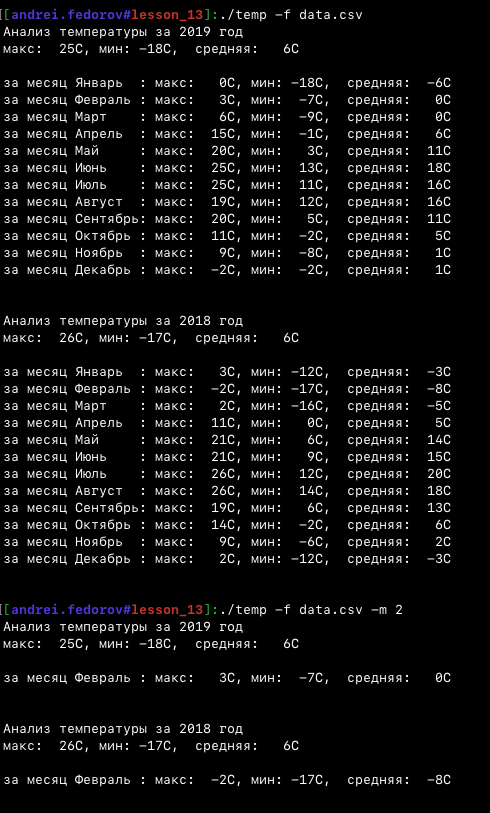 [[andrei.fedorov#lesson_13]:./temp -f data.csv
Анализ температуры за 2019 год
макс:  25C, мин: -18C,  средняя:   6C
за месяц Январь  : макс:   0C, мин: -18C,  средняя:  -6C
за месяц Февраль : макс:   3C, мин:  -7C,  средняя:   0C
за месяц Март    : макс:   6C, мин:  -9C,  средняя:   0C
за месяц Апрель  : макс:  15C, мин:  -1C,  средняя:   6C
за месяц Май     : макс:  20C, мин:   3C,  средняя:  11C
за месяц Июнь    : макс:  25C, мин:  13C,  средняя:  18C
за месяц Июль    : макс:  25C, мин:  11C,  средняя:  16C
за месяц Август  : макс:  19C, мин:  12C,  средняя:  16C
за месяц Сентябрь: макс:  20C, мин:   5C,  средняя:  11C
за месяц Октябрь : макс:  11C, мин:  -2C,  средняя:   5C
за месяц Ноябрь  : макс:   9C, мин:  -8C,  средняя:   1C
за месяц Декабрь : макс:  -2C, мин:  -2C,  средняя:   1C
Анализ температуры за 2018 год
макс:  26C, мин: -17C,  средняя:   6C
за месяц Январь  : макс:   3C, мин: -12C,  средняя:  -3C
за месяц Февраль : макс:  -2C, мин: -17C,  средняя:  -8C
за месяц Март    : макс:   2C, мин: -16C,  средняя:  -5C
за месяц Апрель  : макс:  11C, мин:   0C,  средняя:   5C
за месяц Май     : макс:  21C, мин:   6C,  средняя:  14C
за месяц Июнь    : макс:  21C, мин:   9C,  средняя:  15C
за месяц Июль    : макс:  26C, мин:  12C,  средняя:  20C
за месяц Август  : макс:  26C, мин:  14C,  средняя:  18C
за месяц Сентябрь: макс:  19C, мин:   6C,  средняя:  13C
за месяц Октябрь : макс:  14C, мин:  -2C,  средняя:   6C
за месяц Ноябрь  : макс:   9C, мин:  -6C,  средняя:   2C
за месяц Декабрь : макс:   2C, мин: -12C,  средняя:  -3C
[[andrei.fedorov#lesson_13]:./temp -f data.csv -m 2
Анализ температуры за 2019 год
макс:  25C, мин: -18C,  средняя:   6C
за месяц Февраль : макс:   3C, мин:  -7C,  средняя:   0C
Анализ температуры за 2018 год
макс:  26C, мин: -17C,  средняя:   6C
за месяц Февраль : макс:  -2C, мин: -17C,  средняя:  -8C